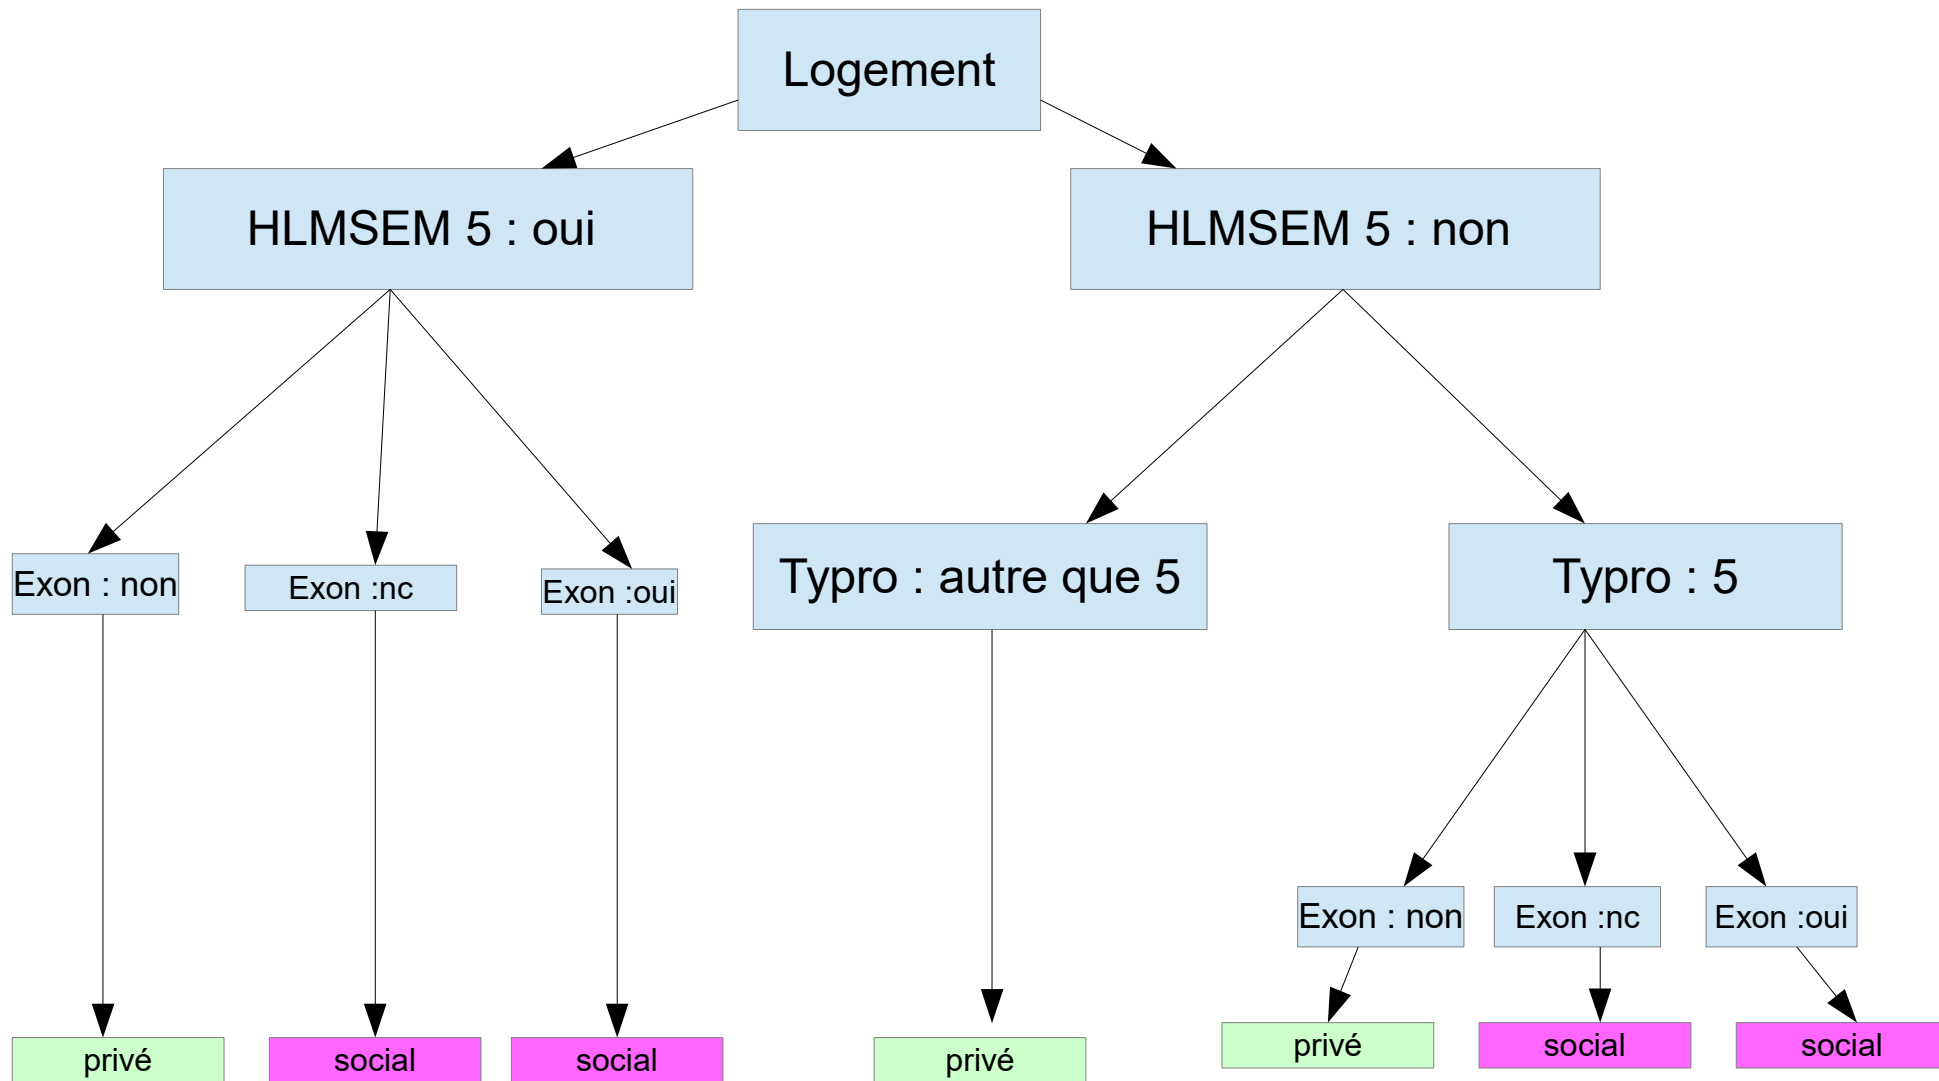 Logement
HLMSEM 5 : oui
HLMSEM 5 : non
Exon : non
Exon :nc
Exon :oui
Typro : autre que 5
Typro : 5
Exon : non
Exon :nc
Exon :oui
privé
social
social
privé
privé
social
social